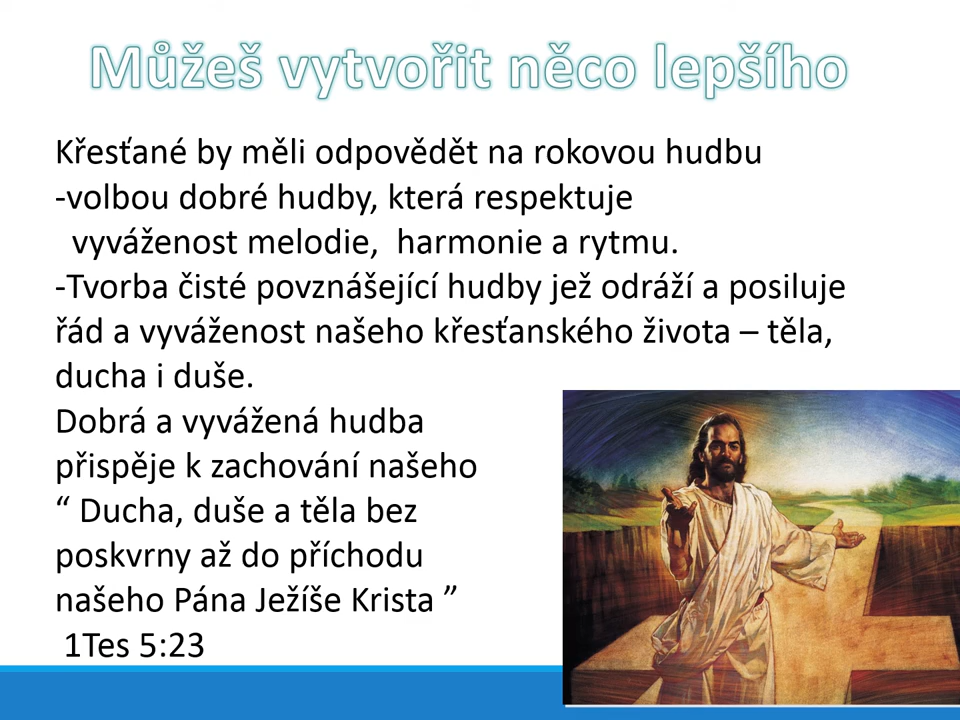 Můžeš vytvořit něco lepšího
Křesťané by měli odpovědět na rokovou hudbu
-volbou dobré hudby, která respektuje
vyváženost melodie,  harmonie a rytmu.
-Tvorba čisté povznášející hudby jež odráží a posiluje
řád a vyváženost našeho křesťanského života – těla,
ducha i duše.
Dobrá a vyvážená hudba
přispěje k zachování našeho
“ Ducha, duše a těla bez
poskvrny až do příchodu
našeho Pána Ježíše Krista ”
1Tes 5:23